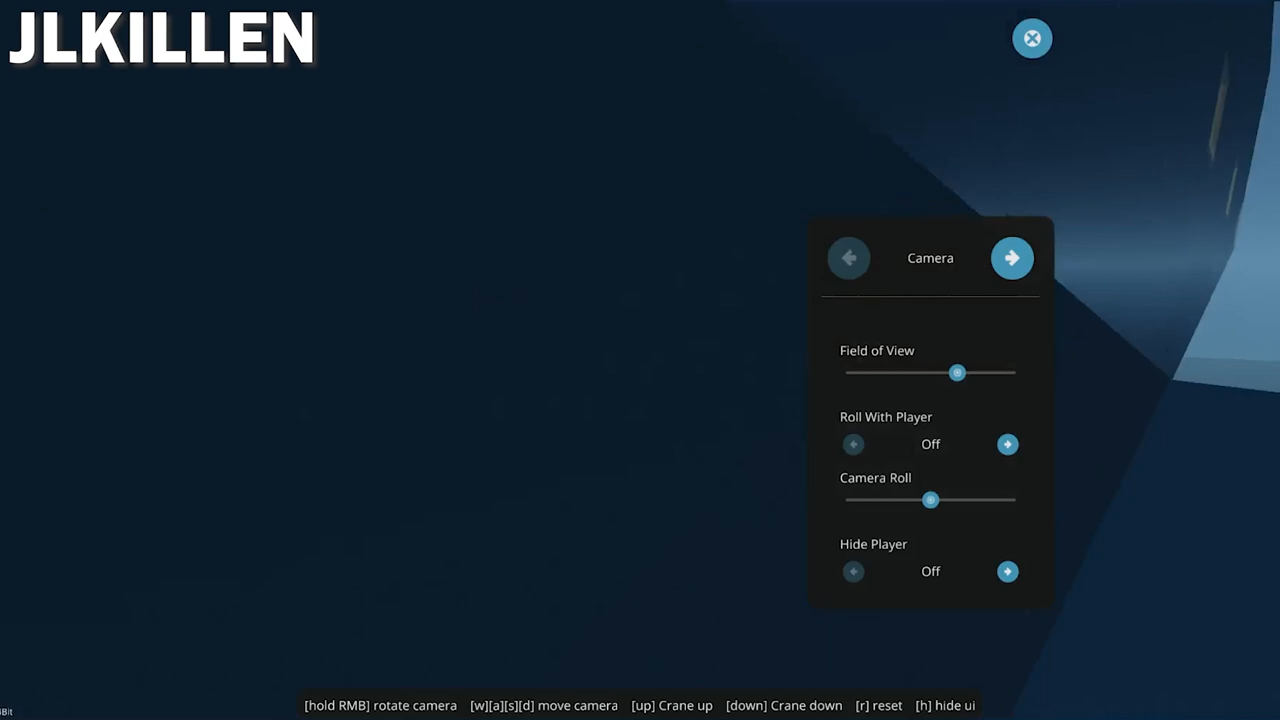 JLKILLEN
Camera
Field of View
Roll With Player
Off
Camera Roll
Hide Player
Off
[hold RMB] rotate camera [w][a][s][d] move camera [up] Crane up [down] Crane down [r] reset [h] hide ui